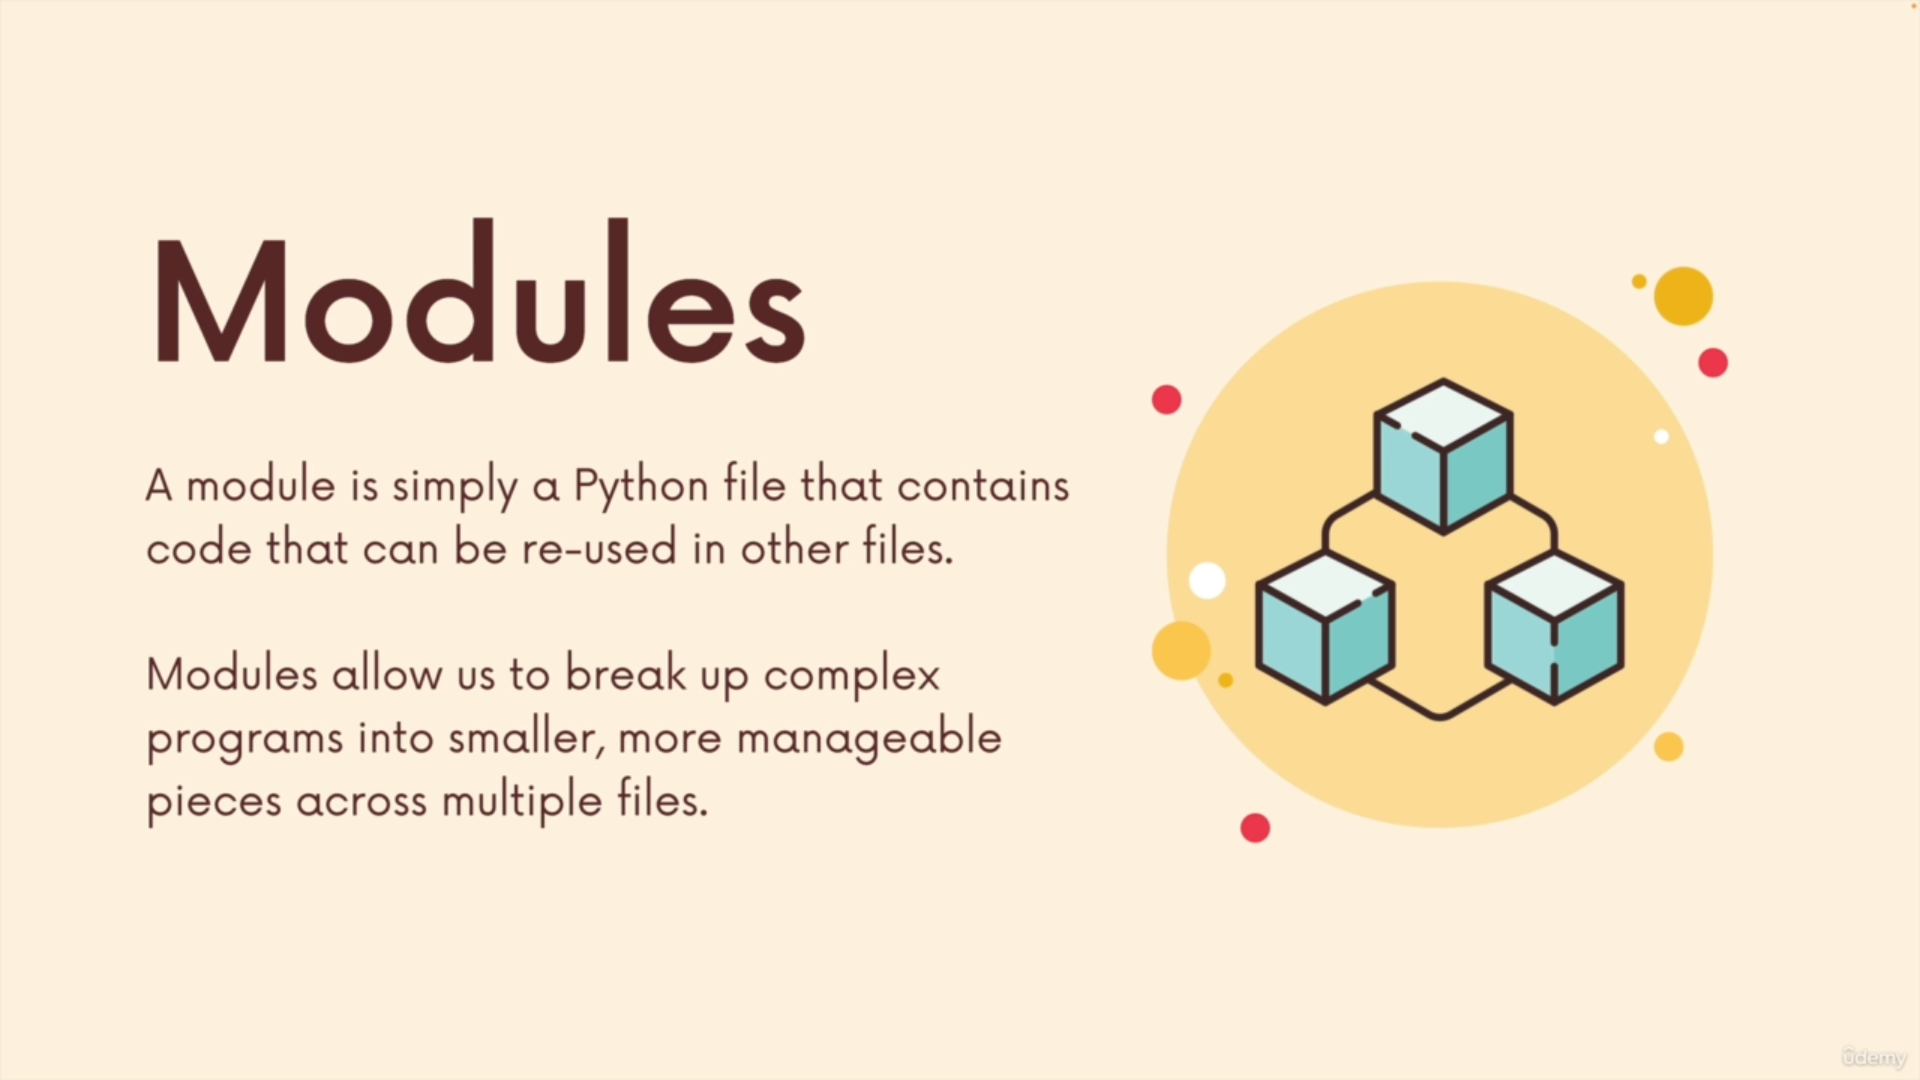 Modules
A module is simply a Python file that contains
code that can be re-used in other files.
Modules allow us to break up complex
programs into smaller, more manageable
pieces across multiple files.
ûdemy